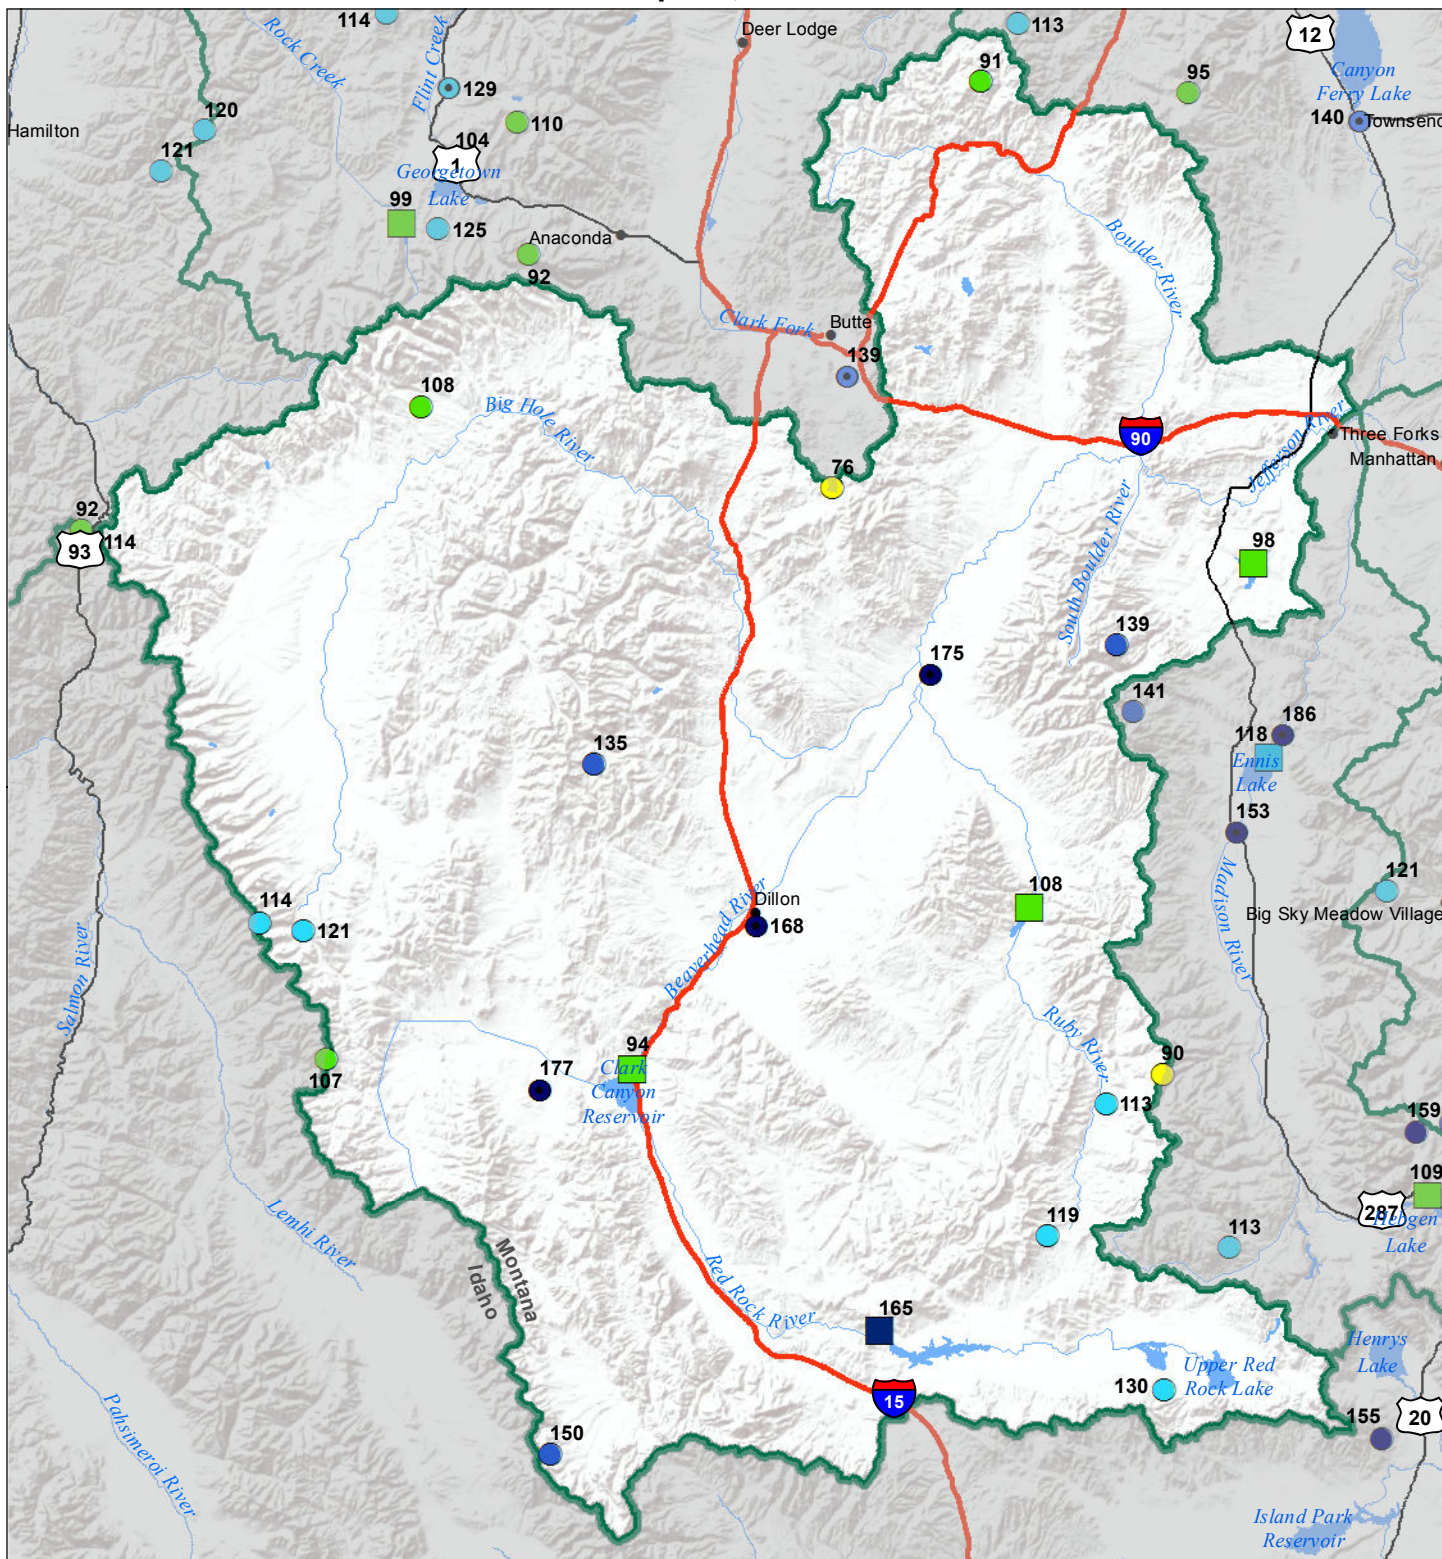 114
Rock Creek
Flint Creek
Deer Lodge
113
12
Canyon
Ferry Lake
91
95
129
110
120
Hamilton
140
Townsend
104
1
121
Georgetown
Lake
99
125
Anaconda
92
Boulder River
Clark Fork
Butte
139
108
Big Hole River
90
Jefferson River
Three Forks
Manhattan
76
92
93
114
South Boulder River
98
139
175
141
186
118
Ennis
Lake
135
153
Madison River
121
Big Sky Meadow Village
108
114
121
Dillon
168
Beaverhead River
Salmon River
Ruby River
94
Clark
Canyon
Reservoir
177
107
90
113
159
109
287
Hebgen
Lake
119
113
Lemhi River
Montana
Idaho
Red Rock River
165
Henrys
Lake
Upper Red
Rock Lake
130
15
20
155
150
Pahsimeroi River
Island Park
Reservoir